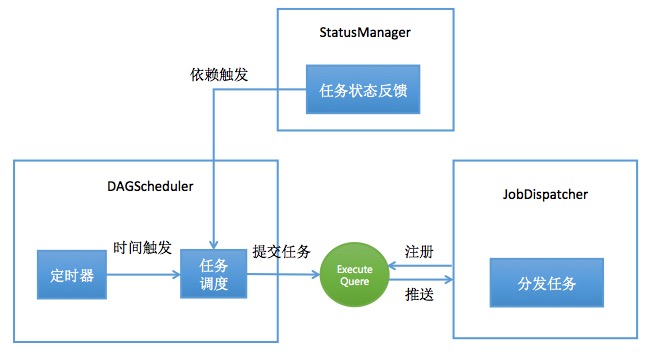 StatusManager
依赖触发
任务状态反馈
DAGScheduler
JobDispatcher
时间触发
提交任务
注册
定时器
任务
调度
Execute
Quere
推送
分发任务